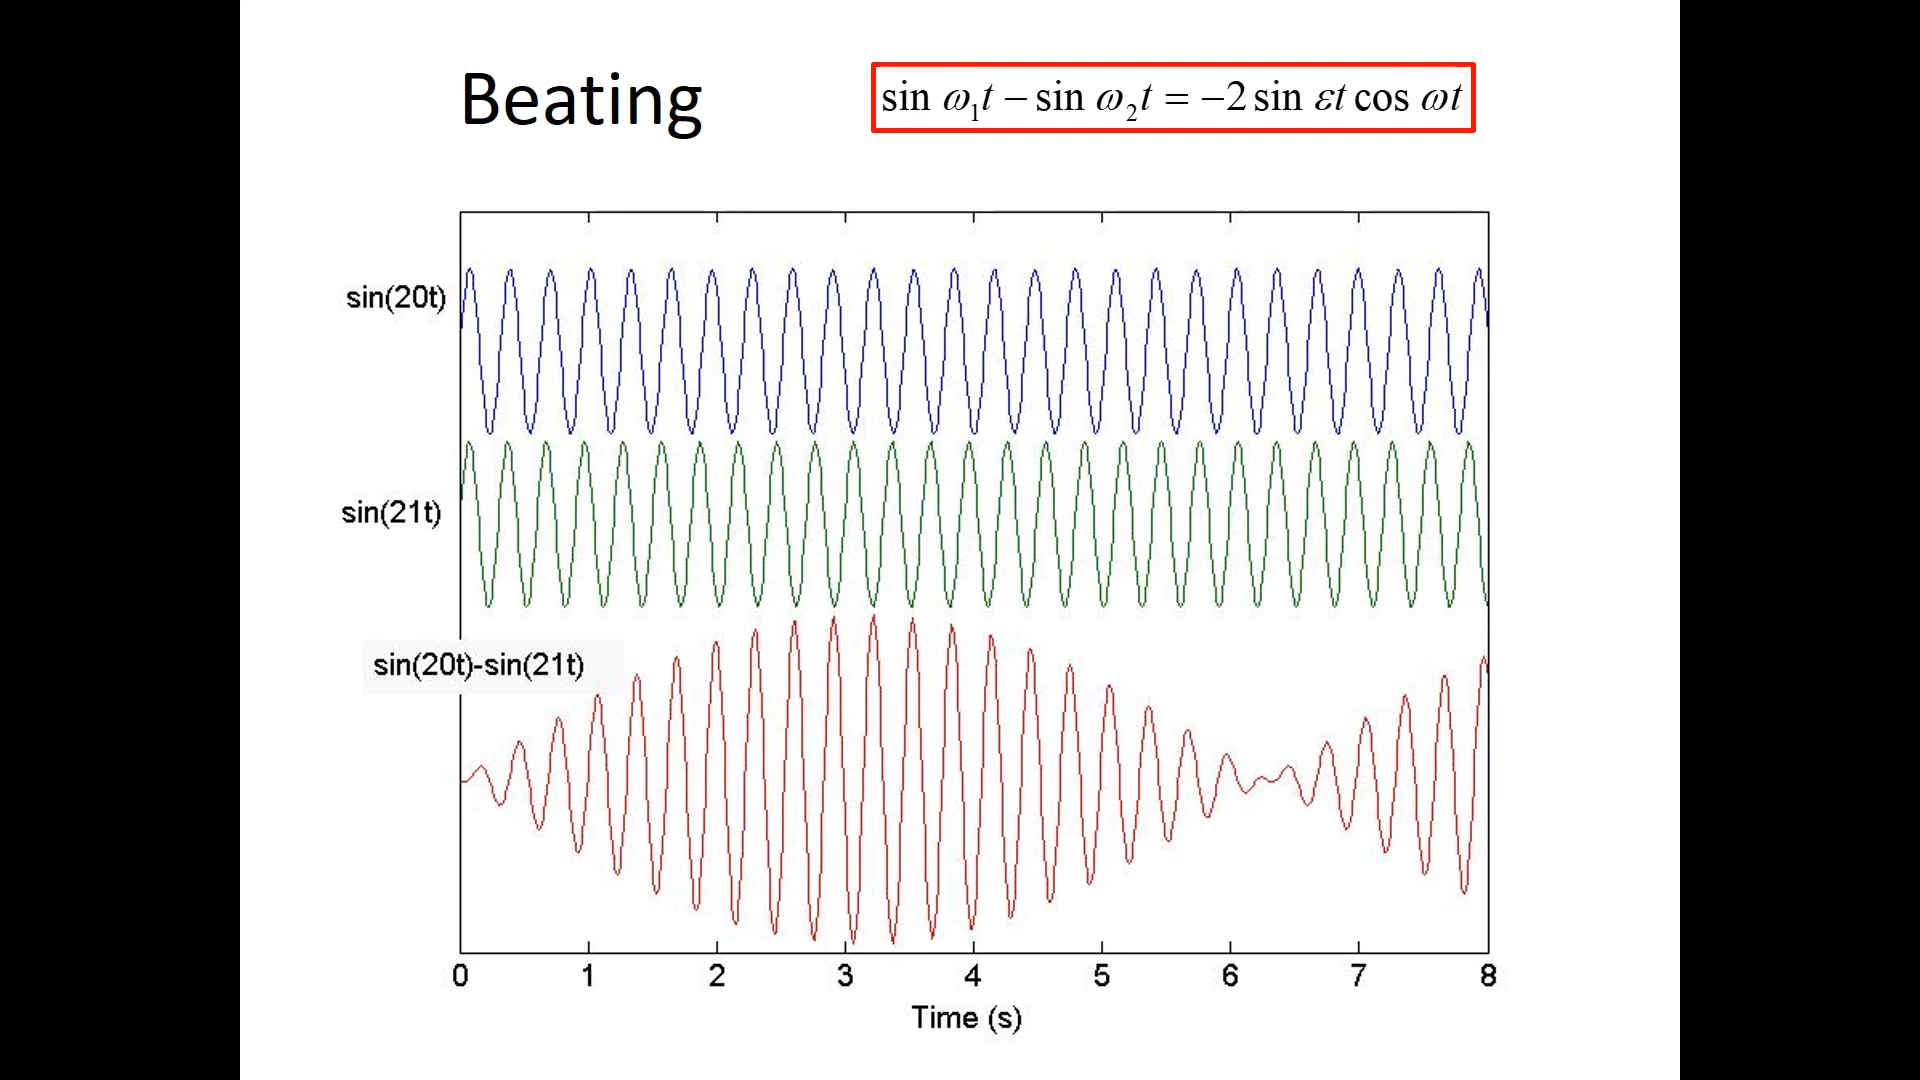 Beating
sin ω₁t − sin ω₂t = −2 sin εt cos ωt
sin(20t)
sin(21t)
sin(20t)-sin(21t)
0 1 2 3 4 5 6 7 8
Time (s)